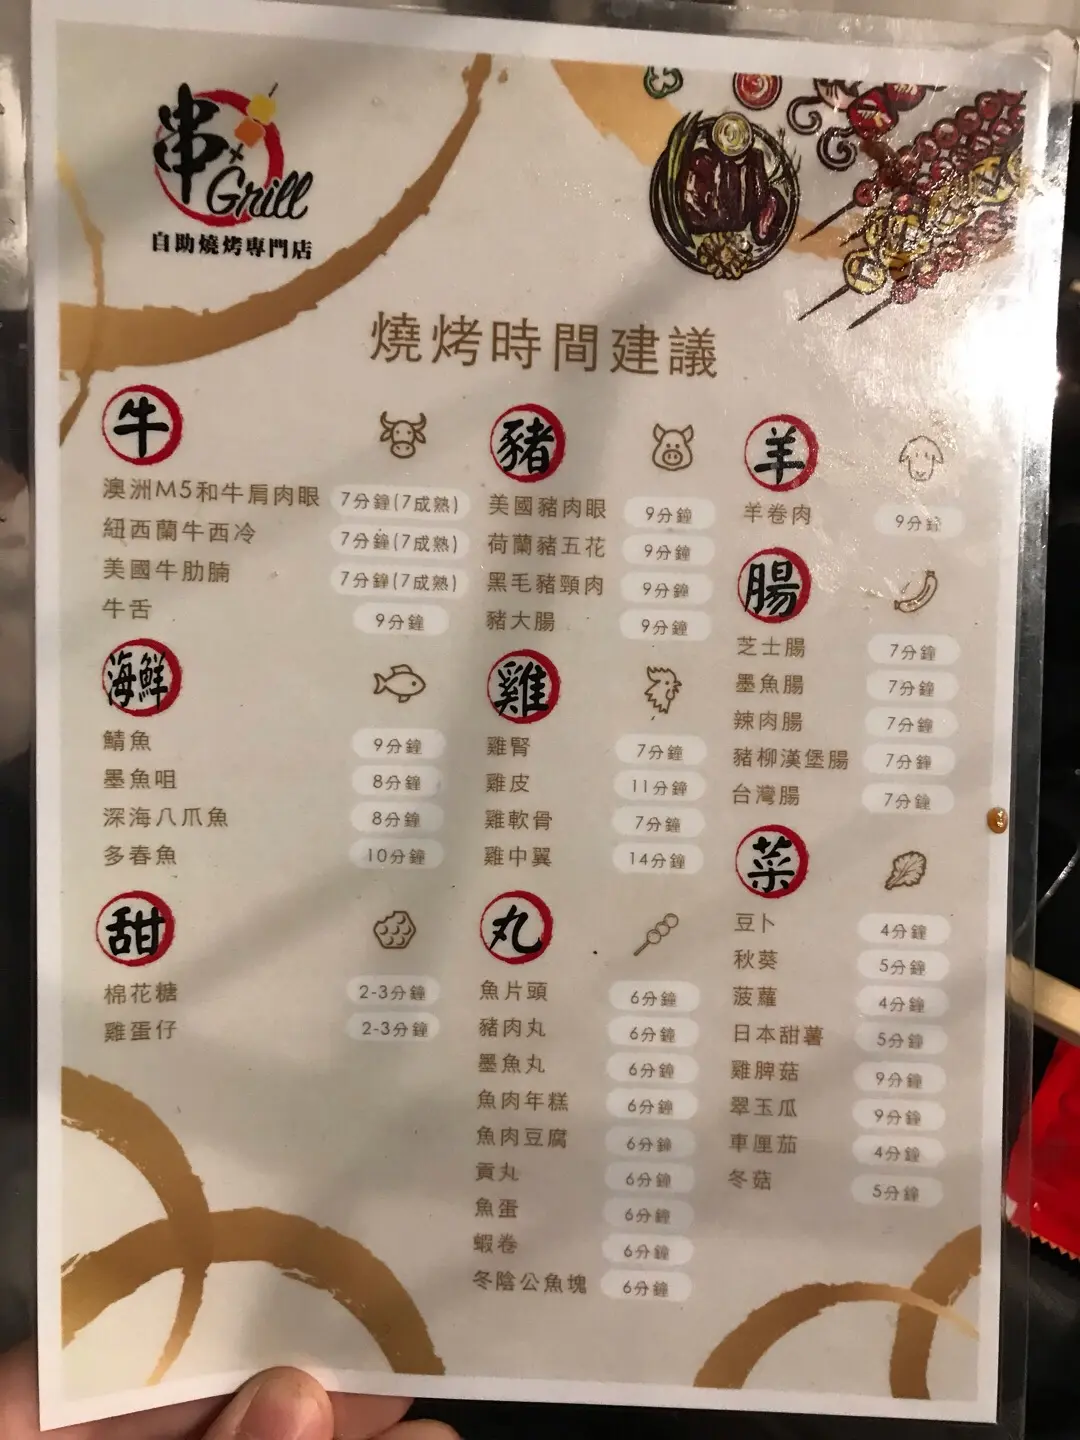 串
Grill
自助燒烤專門店
燒烤時間建議
牛
澳洲M5和牛肩肉眼 7分鐘(7成熟)
紐西蘭牛西冷 7分鐘(7成熟)
美國牛肋腩 7分鐘(7成熟)
牛舌 9分鐘
海鮮
鯖魚 9分鐘
墨魚咀 8分鐘
深海八爪魚 8分鐘
多春魚 10分鐘
甜
棉花糖 2-3分鐘
雞蛋仔 2-3分鐘
豬
美國豬肉眼 9分鐘
荷蘭豬五花 9分鐘
黑毛豬頸肉 9分鐘
豬大腸 9分鐘
雞
雞腎 7分鐘
雞皮 11分鐘
雞軟骨 7分鐘
雞中翼 14分鐘
丸
魚片頭 6分鐘
豬肉丸 6分鐘
墨魚丸 6分鐘
魚肉年糕 6分鐘
魚肉豆腐 6分鐘
貢丸 6分鐘
魚蛋 6分鐘
蝦卷 6分鐘
冬陰公魚塊 6分鐘
羊
羊卷肉 9分鐘
腸
芝士腸 7分鐘
墨魚腸 7分鐘
辣肉腸 7分鐘
豬柳漢堡腸 7分鐘
台灣腸 7分鐘
菜
豆卜 4分鐘
秋葵 5分鐘
菠蘿 4分鐘
日本甜薯 5分鐘
雞脾菇 9分鐘
翠玉瓜 9分鐘
車厘茄 4分鐘
冬菇 5分鐘